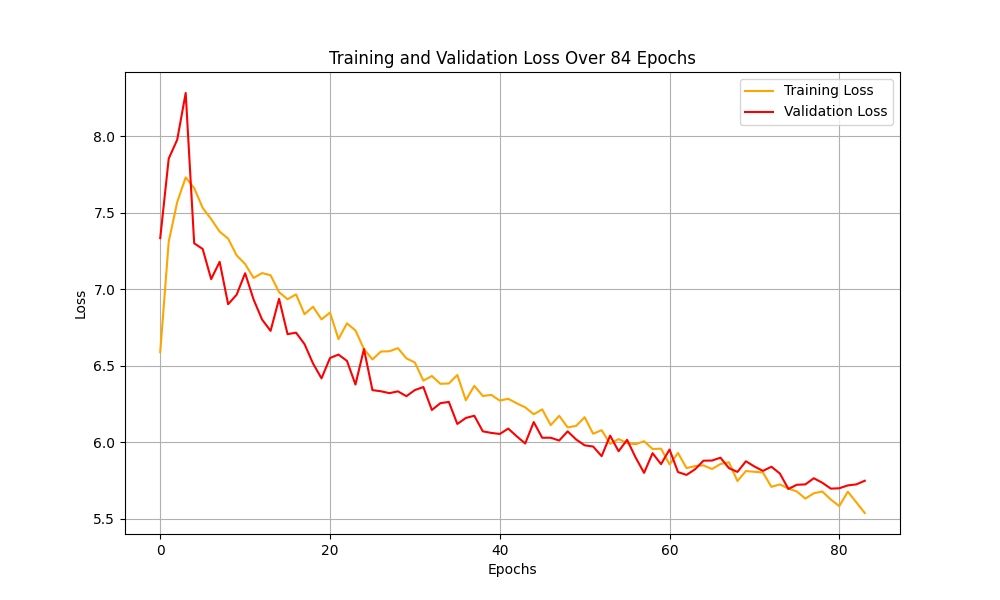 Training and Validation Loss Over 84 Epochs
Training Loss
Validation Loss
Loss
8.0
7.5
7.0
6.5
6.0
5.5
0
20
40
60
80
Epochs